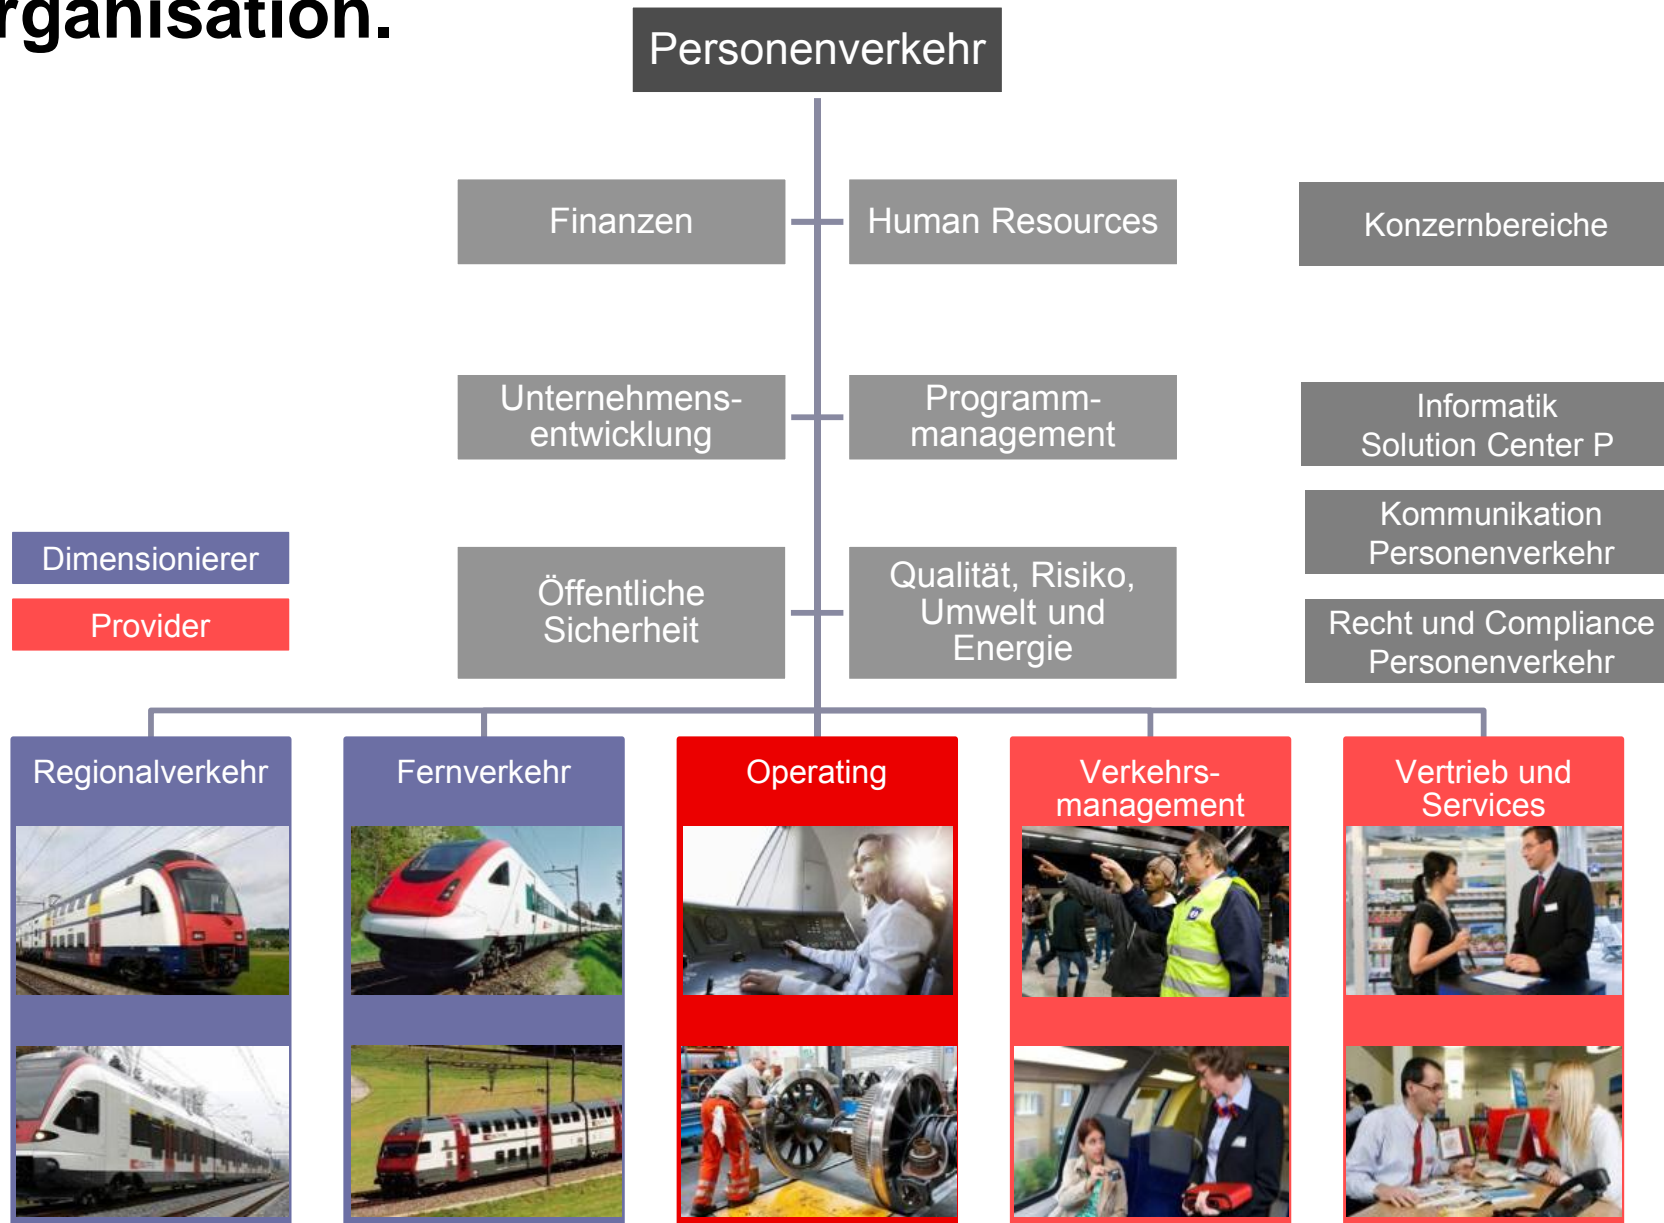 rganisation.
Personenverkehr
Finanzen
Human Resources
Konzernbereiche
Unternehmens-
entwicklung
Programm-
management
Informatik
Solution Center P
Kommunikation
Personenverkehr
Dimensionierer
Provider
Öffentliche
Sicherheit
Qualität, Risiko,
Umwelt und
Energie
Recht und Compliance
Personenverkehr
Regionalverkehr
Fernverkehr
Operating
Verkehrs-
management
Vertrieb und
Services